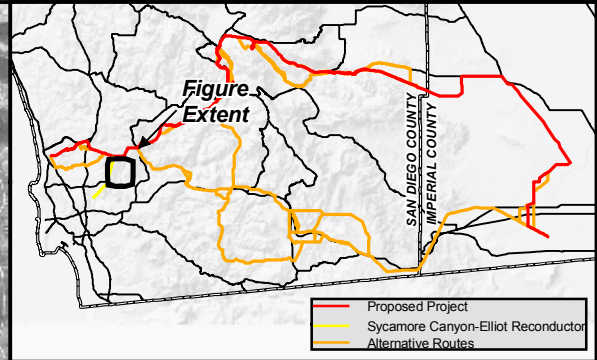 Figure
Extent
SAN DIEGO COUNTY
IMPERIAL COUNTY
Proposed Project
Sycamore Canyon-Elliot Reconductor
Alternative Routes